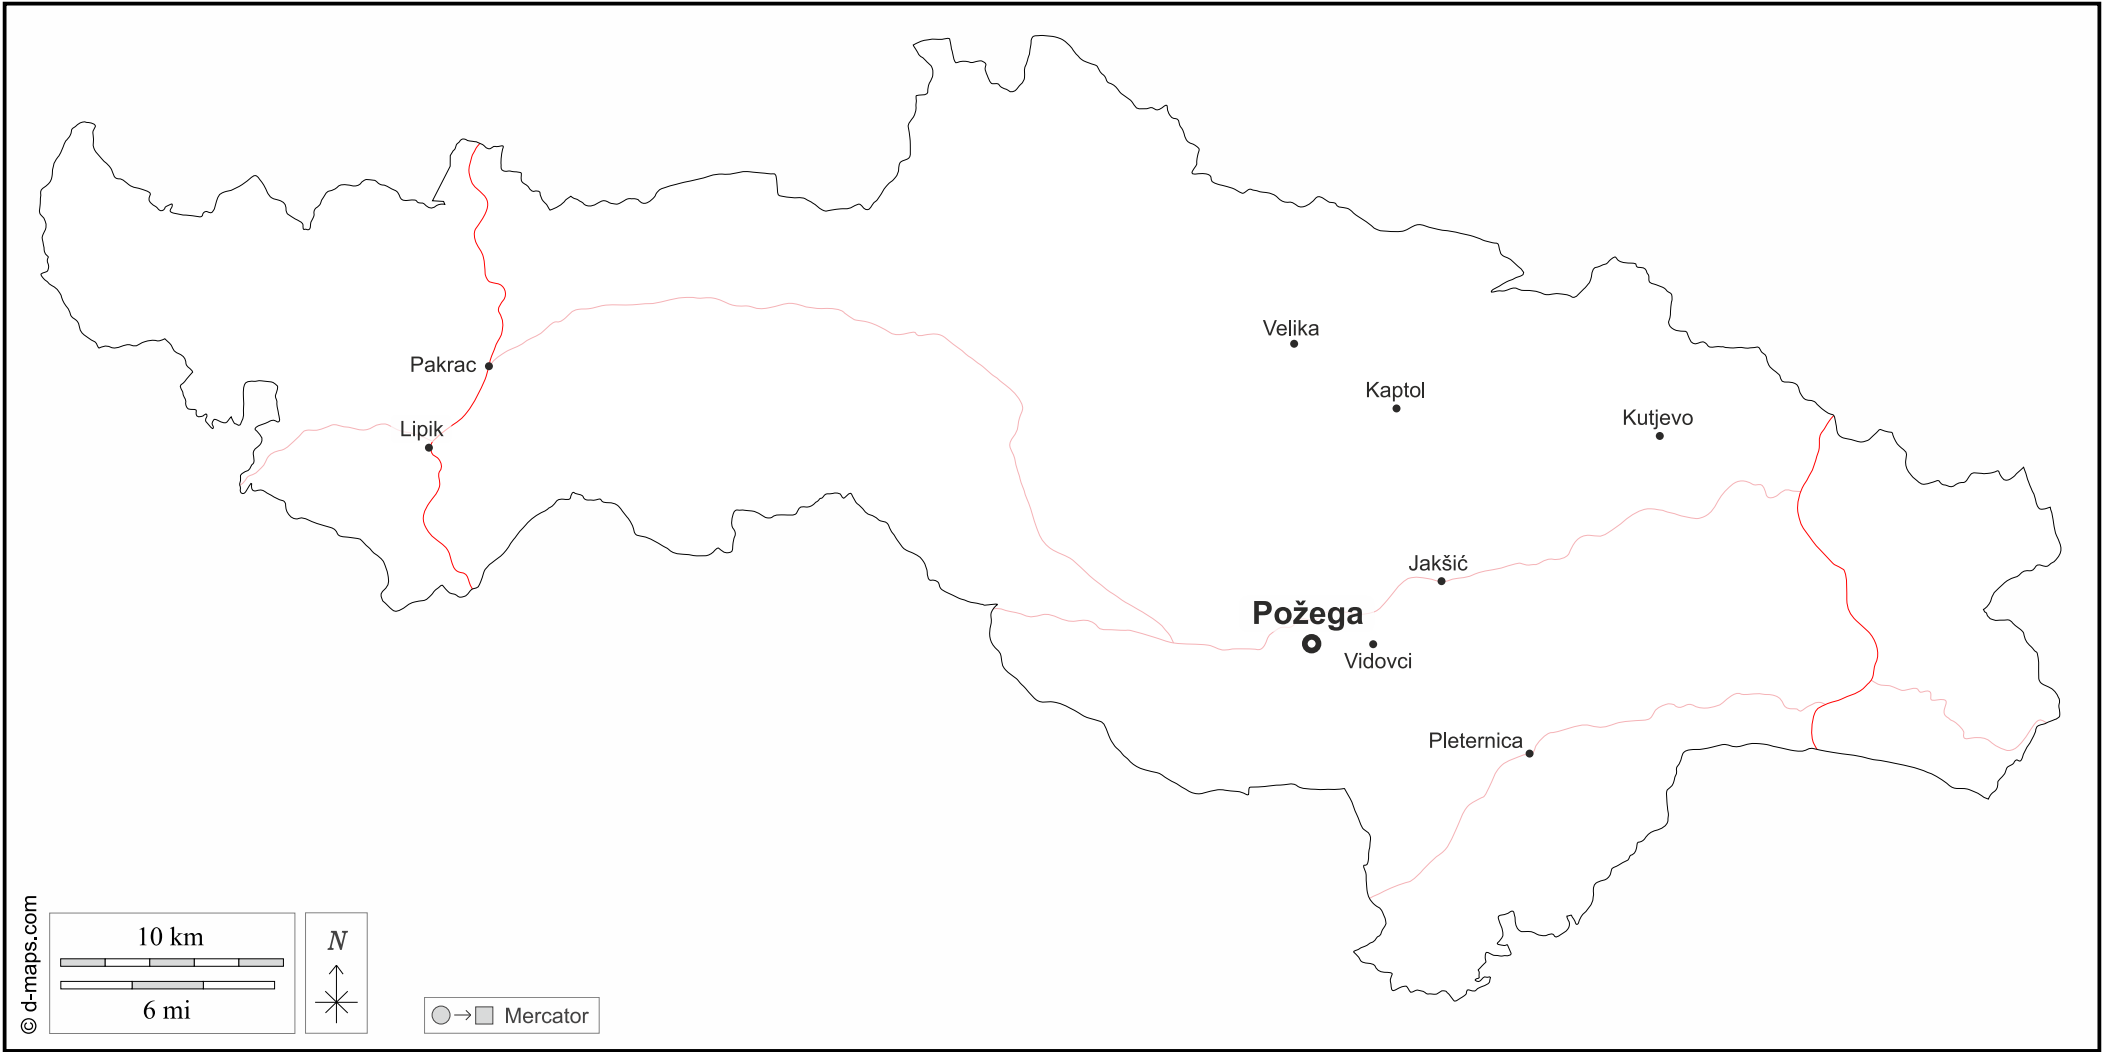 Velika
Pakrac
Kaptol
Kutjevo
Lipik
Jakšić
Požega
Vidovci
Pleternica
© d-maps.com
10 km
6 mi
N
Mercator